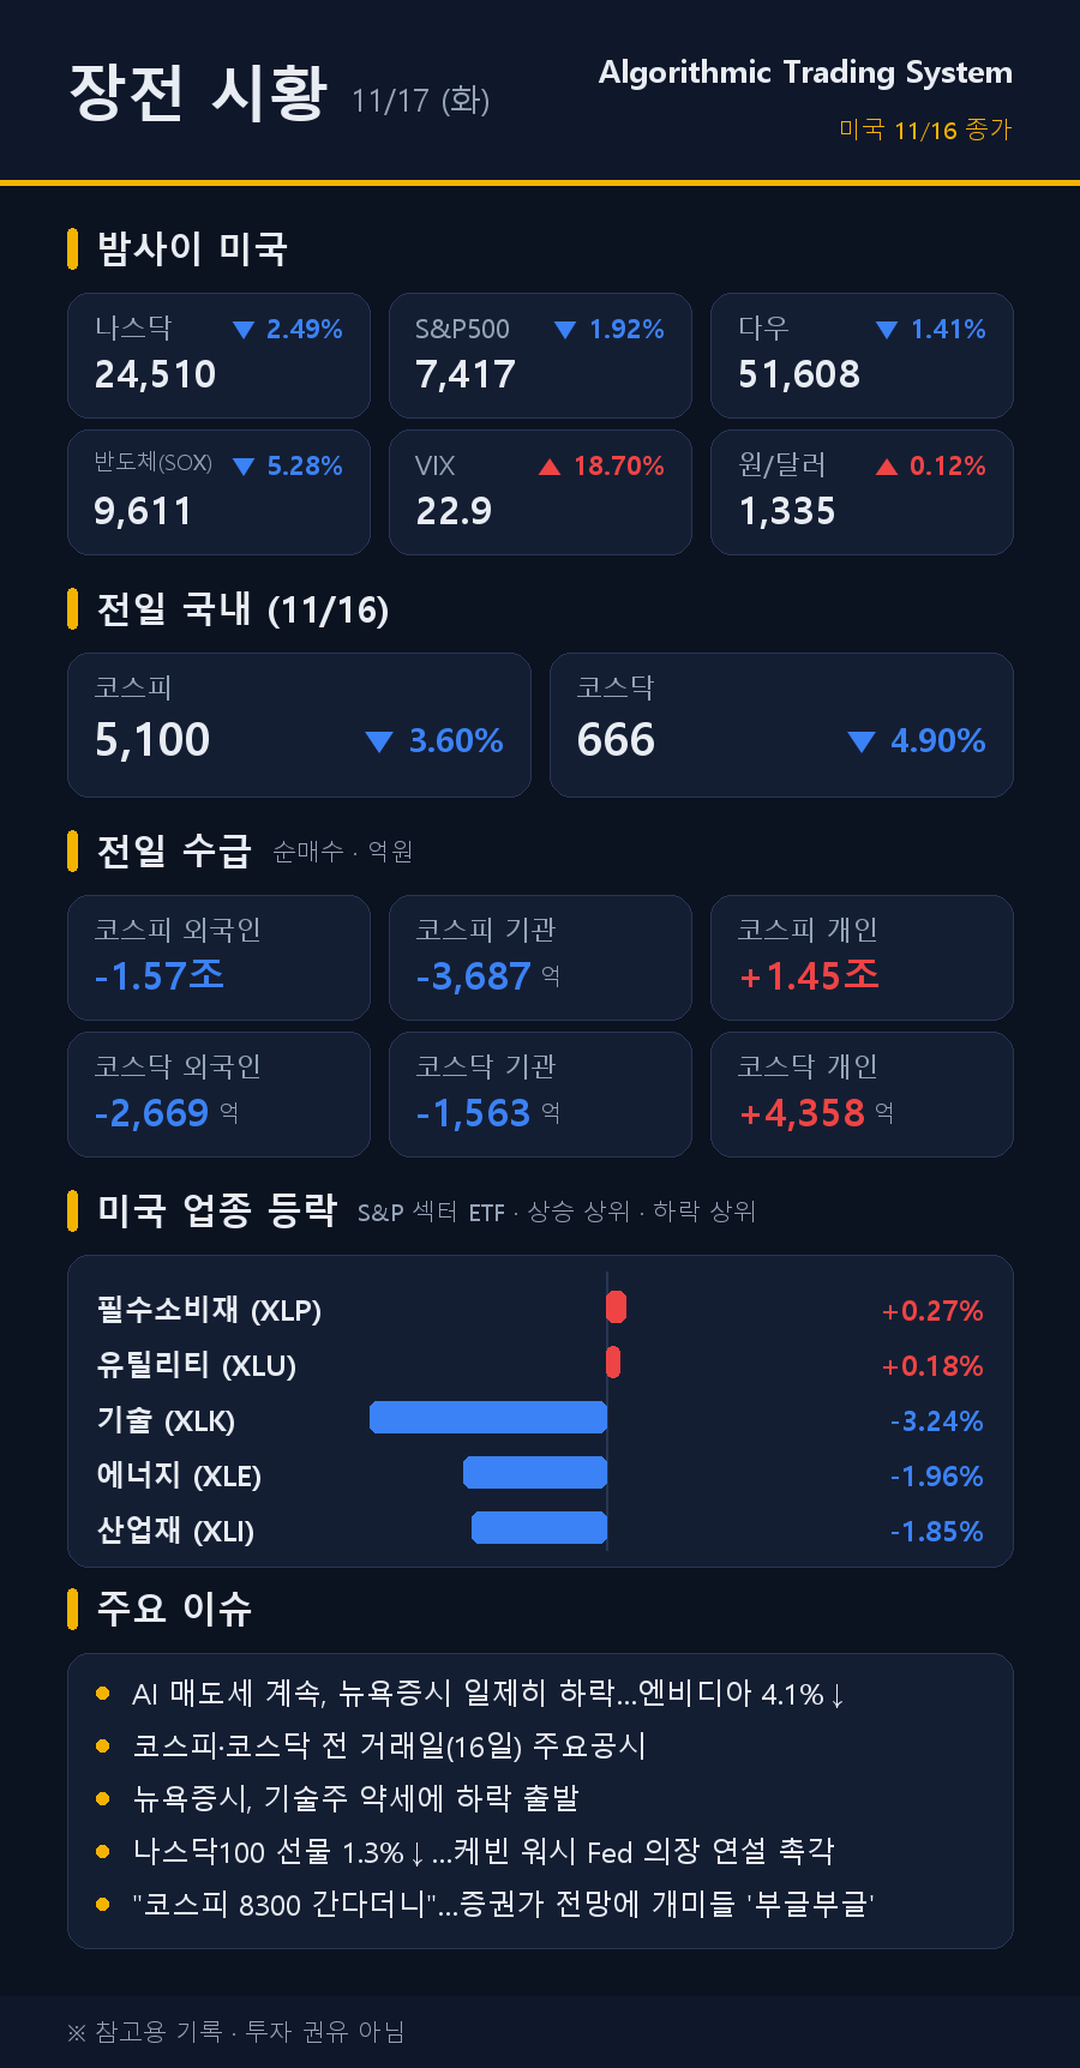 장전 시황 11/17 (화)
Algorithmic Trading System
미국 11/16 종가
밤사이 미국
나스닥 ▼ 2.49%
24,510
S&P500 ▼ 1.92%
7,417
다우 ▼ 1.41%
51,608
반도체(SOX) ▼ 5.28%
9,611
VIX ▲ 18.70%
22.9
원/달러 ▲ 0.12%
1,335
전일 국내 (11/16)
코스피
5,100 ▼ 3.60%
코스닥
666 ▼ 4.90%
전일 수급 순매수 · 억원
코스피 외국인
-1.57조
코스피 기관
-3,687 억
코스피 개인
+1.45조
코스닥 외국인
-2,669 억
코스닥 기관
-1,563 억
코스닥 개인
+4,358 억
미국 업종 등락 S&P 섹터 ETF · 상승 상위 · 하락 상위
필수소비재 (XLP) +0.27%
유틸리티 (XLU) +0.18%
기술 (XLK) -3.24%
에너지 (XLE) -1.96%
산업재 (XLI) -1.85%
주요 이슈
AI 매도세 계속, 뉴욕증시 일제히 하락...엔비디아 4.1%↓
코스피·코스닥 전 거래일(16일) 주요공시
뉴욕증시, 기술주 약세에 하락 출발
나스닥100 선물 1.3%↓...케빈 워시 Fed 의장 연설 촉각
"코스피 8300 간다더니"...증권가 전망에 개미들 '부글부글'
※ 참고용 기록 · 투자 권유 아님